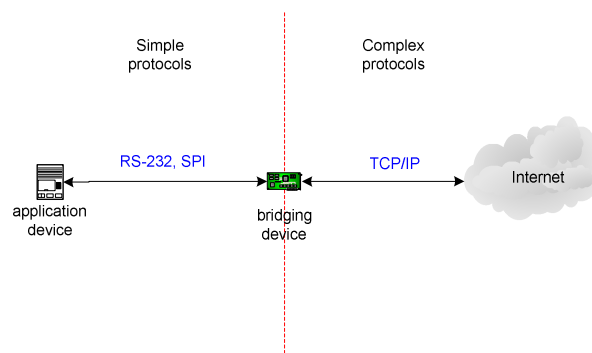 Simple
protocols
Complex
protocols
RS-232, SPI
TCP/IP
Internet
application
device
bridging
device